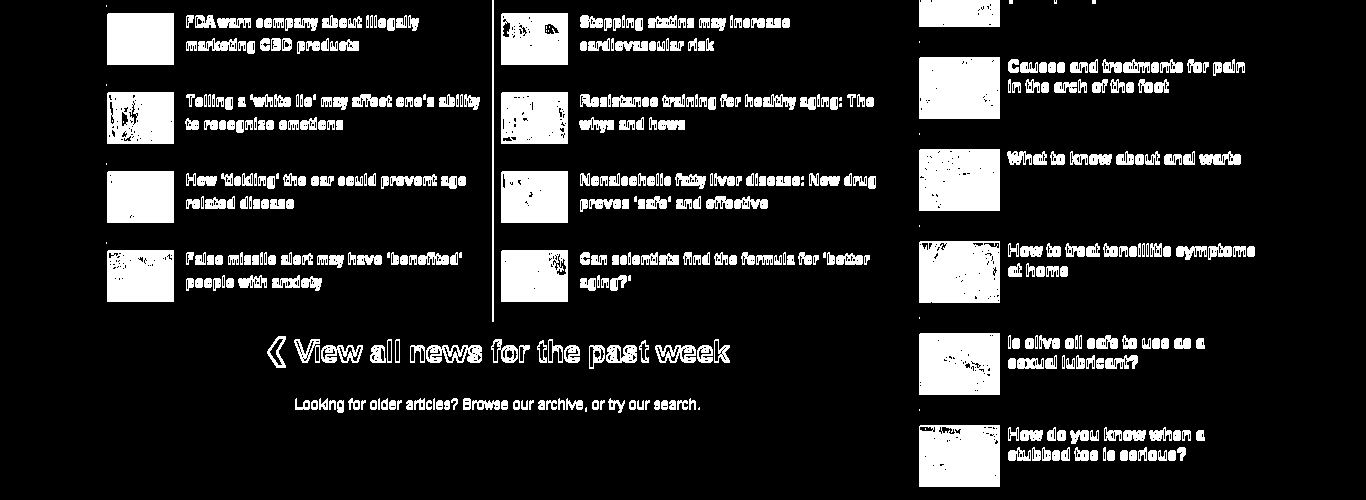 FDA warn company about illegally
marketing CBD products
Telling a 'white lie' may affect one's ability
to recognize emotions
How 'tickling' the ear could prevent age
related disease
False missile alert may have 'benefited'
people with anxiety
Stopping statins may increase
cardiovascular risk
Resistance training for healthy aging: The
whys and hows
Nonalcoholic fatty liver disease: New drug
proves 'safe' and effective
Can scientists find the formula for 'better
aging?'
❮ View all news for the past week
Looking for older articles? Browse our archive, or try our search.
Causes and treatments for pain
in the arch of the foot
What to know about anal warts
How to treat tonsillitis symptoms
at home
Is olive oil safe to use as a
sexual lubricant?
How do you know when a
stubbed toe is serious?